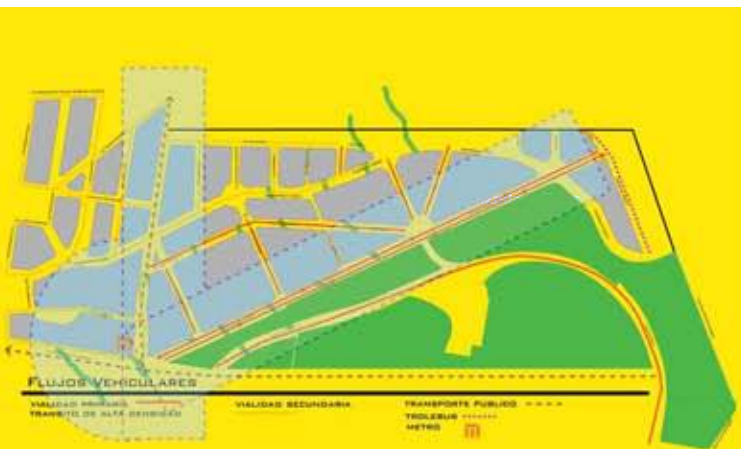 FLUJOS VEHICULARES
VIALIDAD PRIMARIA
TRANSITO DE ALTA DENSIDAD
VIALIDAD SECUNDARIA
TRANSPORTE PUBLICO
TROLEBUS
METRO